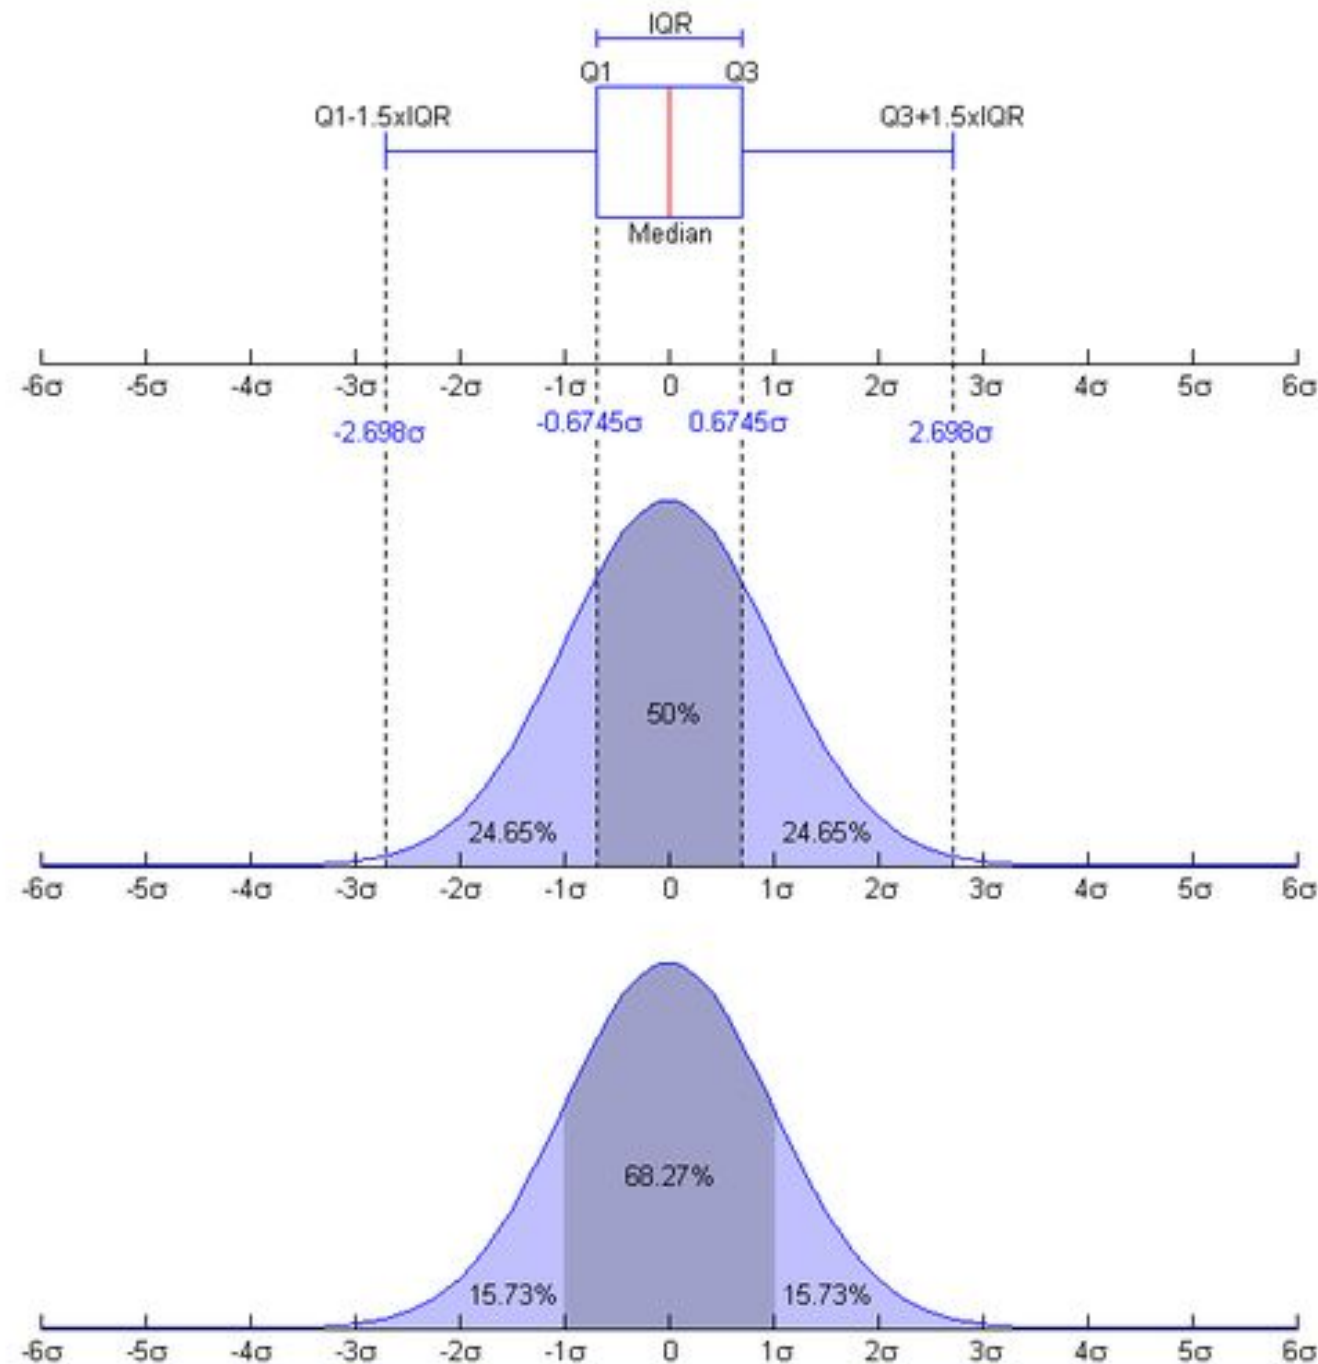 IQR
Q1 Q3
Q1-1.5xIQR Q3+1.5xIQR
Median
-6σ -5σ -4σ -3σ -2σ -1σ 0 1σ 2σ 3σ 4σ 5σ 6σ
-2.698σ -0.6745σ 0.6745σ 2.698σ
50%
24.65% 24.65%
-6σ -5σ -4σ -3σ -2σ -1σ 0 1σ 2σ 3σ 4σ 5σ 6σ
68.27%
15.73% 15.73%
-6σ -5σ -4σ -3σ -2σ -1σ 0 1σ 2σ 3σ 4σ 5σ 6σ